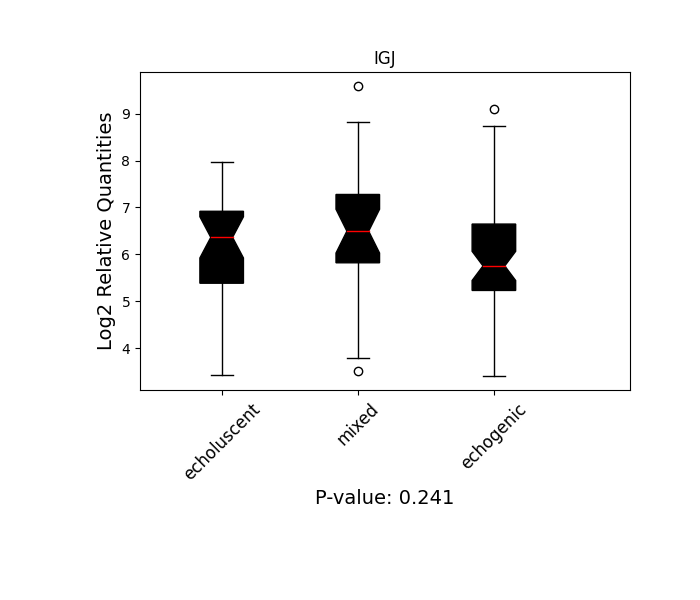 IGJ
Log2 Relative Quantities
9
8
7
6
5
4
echoluscent
mixed
echogenic
P-value: 0.241